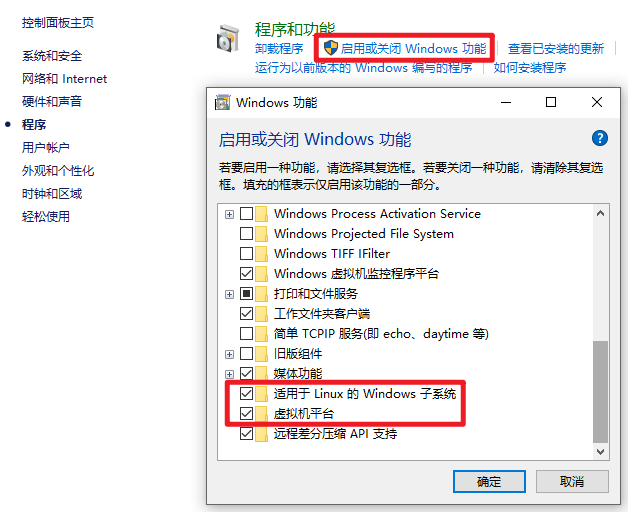 控制面板主页
系统和安全
网络和 Internet
硬件和声音
程序
用户帐户
外观和个性化
时钟和区域
轻松使用
程序和功能
卸载程序 启用或关闭 Windows 功能 查看已安装的更新
运行为以前版本的 Windows 编写的程序 如何安装程序
Windows 功能
启用或关闭 Windows 功能
若要启用一种功能，请选择其复选框。若要关闭一种功能，请清除其复选
框。填充的框表示仅启用该功能的一部分。
Windows Process Activation Service
Windows Projected File System
Windows TIFF IFilter
Windows 虚拟机监控程序平台
打印和文件服务
工作文件夹客户端
简单 TCPIP 服务(即 echo、daytime 等)
旧版组件
媒体功能
适用于 Linux 的 Windows 子系统
虚拟机平台
远程差分压缩 API 支持
确定 取消